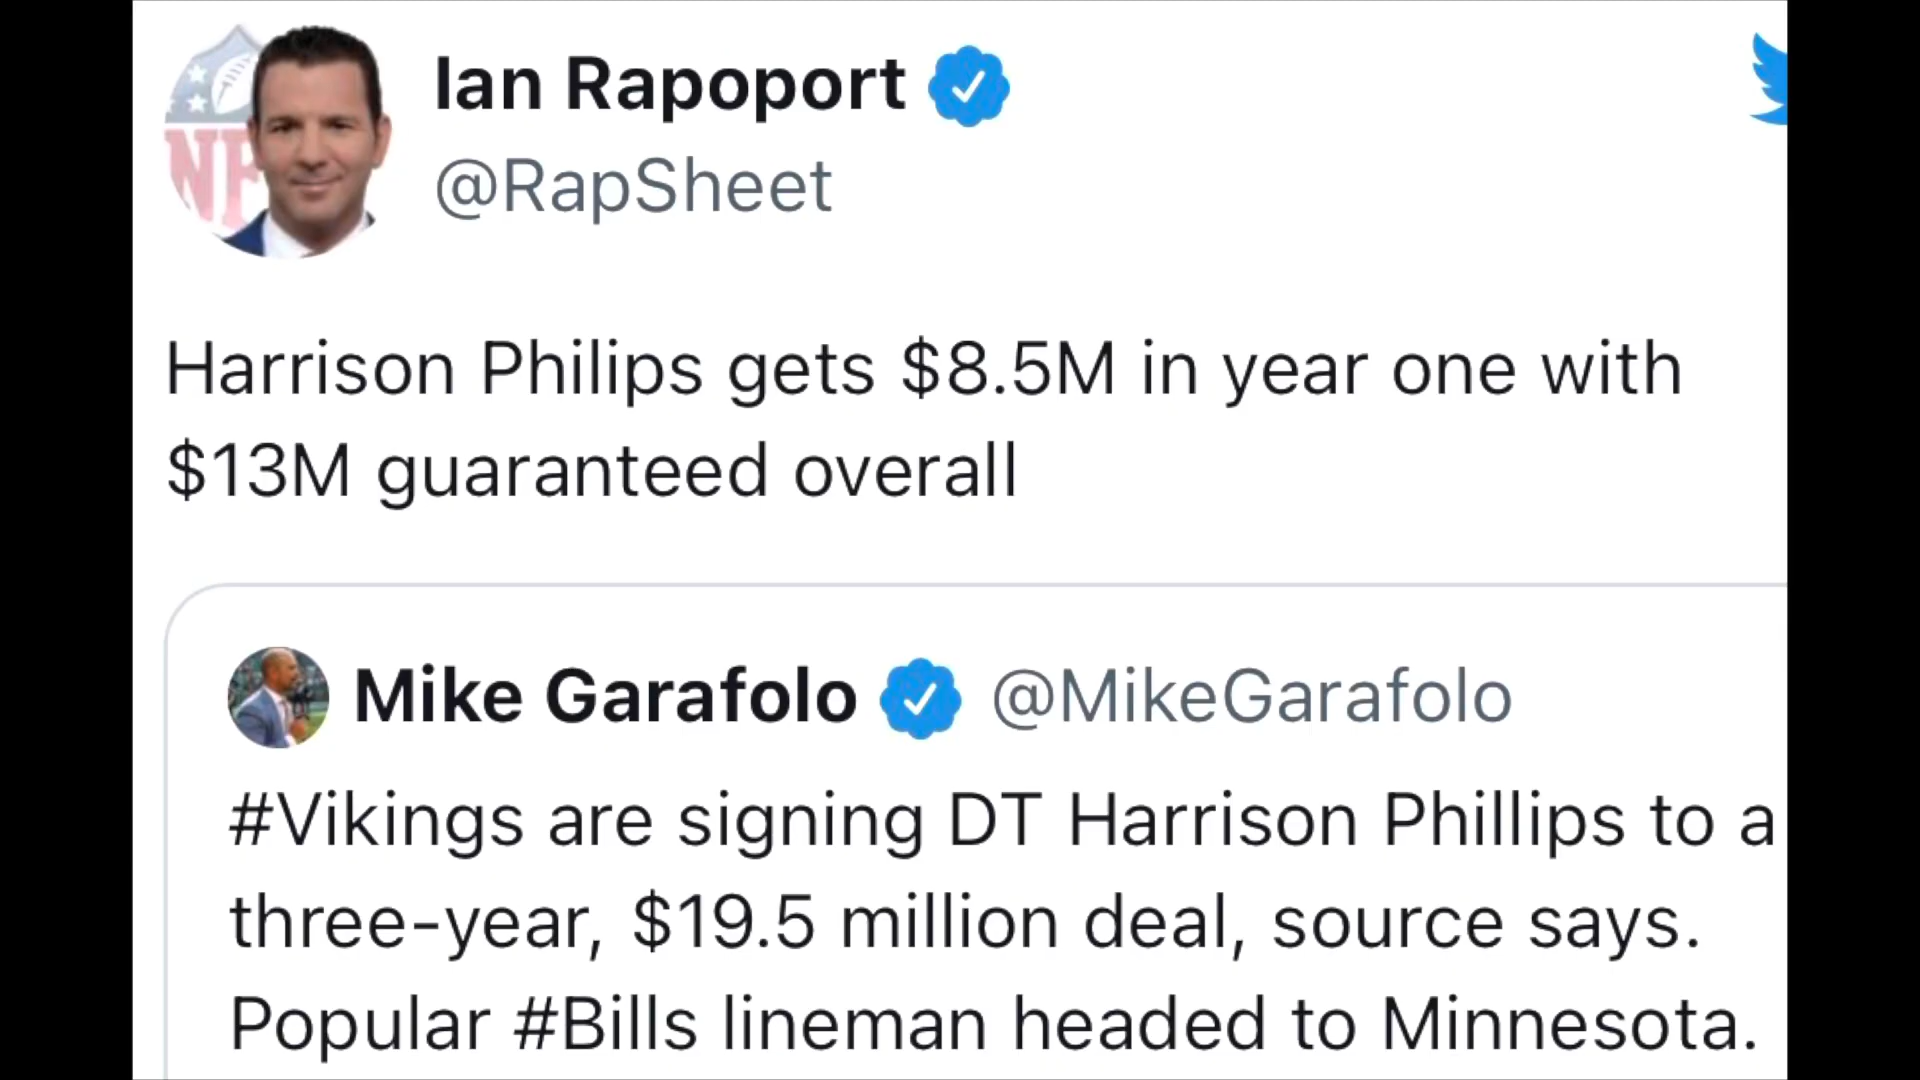 Ian Rapoport
@RapSheet
Harrison Philips gets $8.5M in year one with
$13M guaranteed overall
Mike Garafolo @MikeGarafolo
#Vikings are signing DT Harrison Phillips to a
three-year, $19.5 million deal, source says.
Popular #Bills lineman headed to Minnesota.